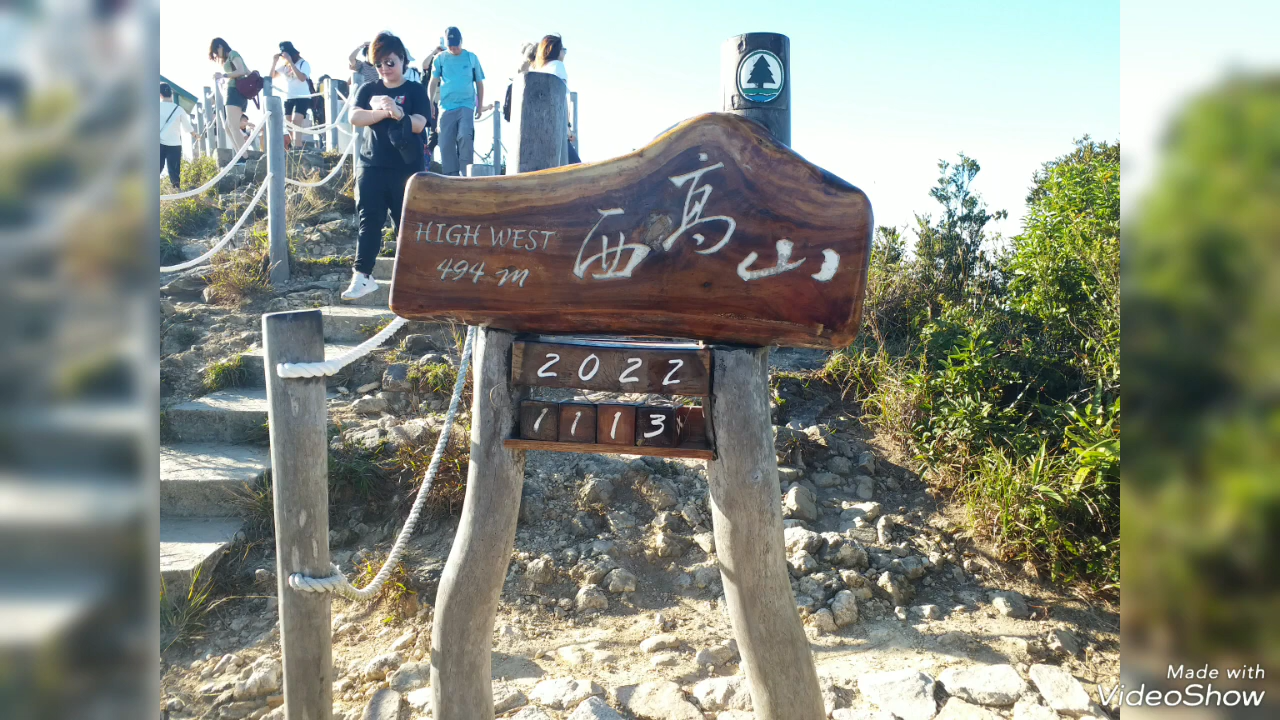 HIGH WEST
494 m
西高山
2022
1113
Made with
VideoShow